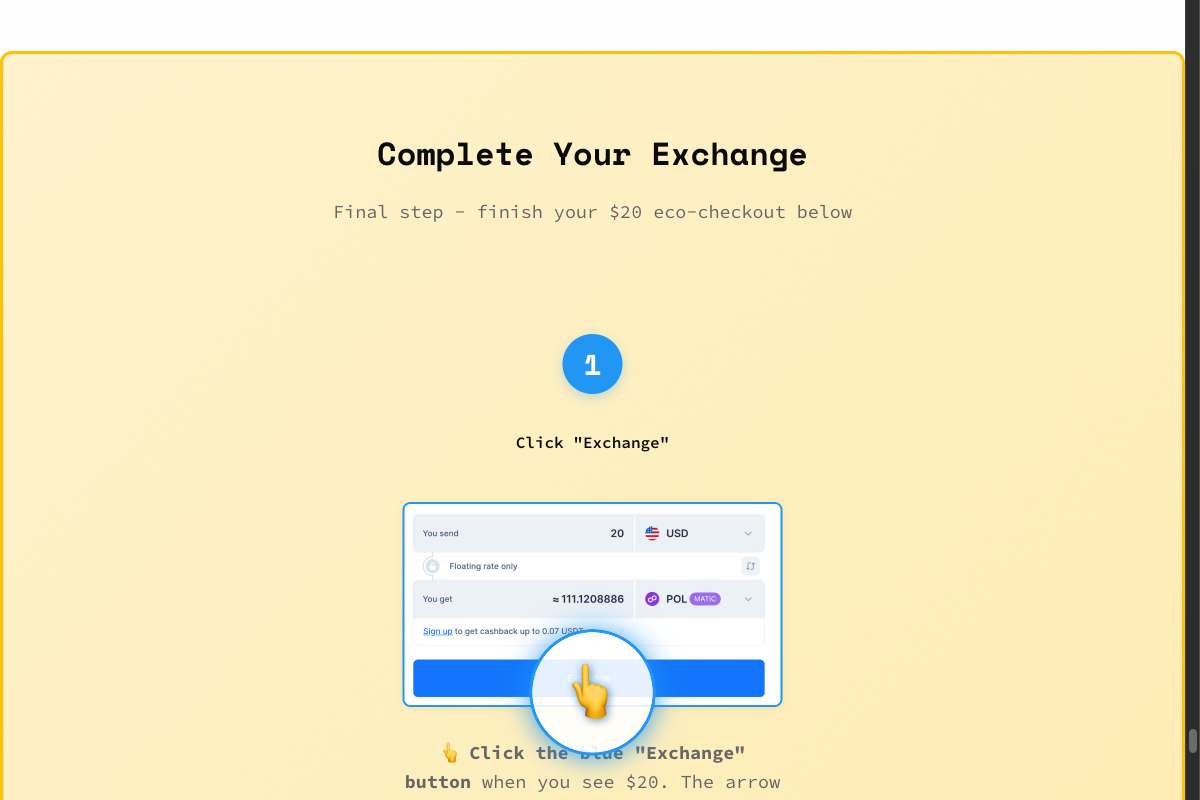 Complete Your Exchange
Final step - finish your $20 eco-checkout below
1
Click "Exchange"
You send 20 USD
Floating rate only
You get ≈ 111.1208886 POL MATIC
Sign up to get cashback up to 0.07 USDT
👆 Click the blue "Exchange"
button when you see $20. The arrow